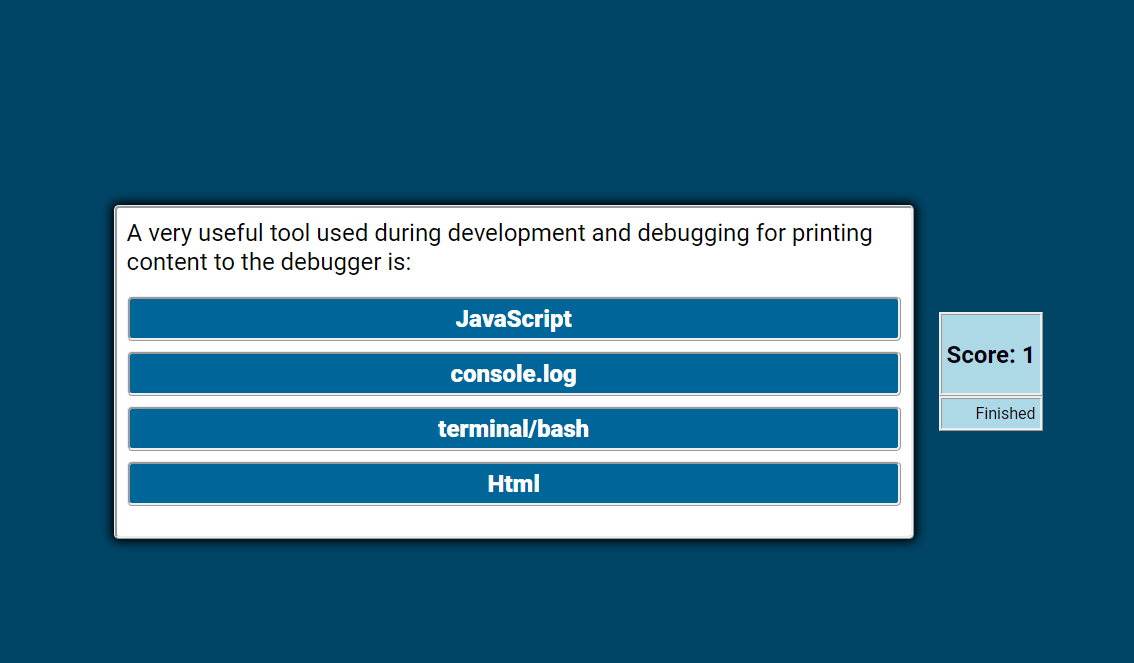 A very useful tool used during development and debugging for printing
content to the debugger is:
JavaScript
console.log
terminal/bash
Html
Score: 1
Finished